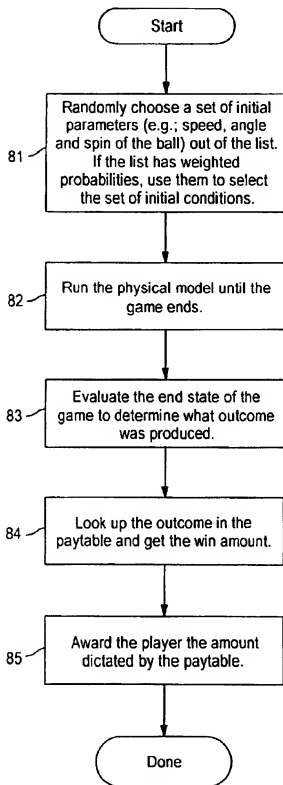 Start
81
Randomly choose a set of initial
parameters (e.g.; speed, angle
and spin of the ball) out of the list.
If the list has weighted
probabilities, use them to select
the set of initial conditions.
82
Run the physical model until the
game ends.
83
Evaluate the end state of the
game to determine what outcome
was produced.
84
Look up the outcome in the
paytable and get the win amount.
85
Award the player the amount
dictated by the paytable.
Done